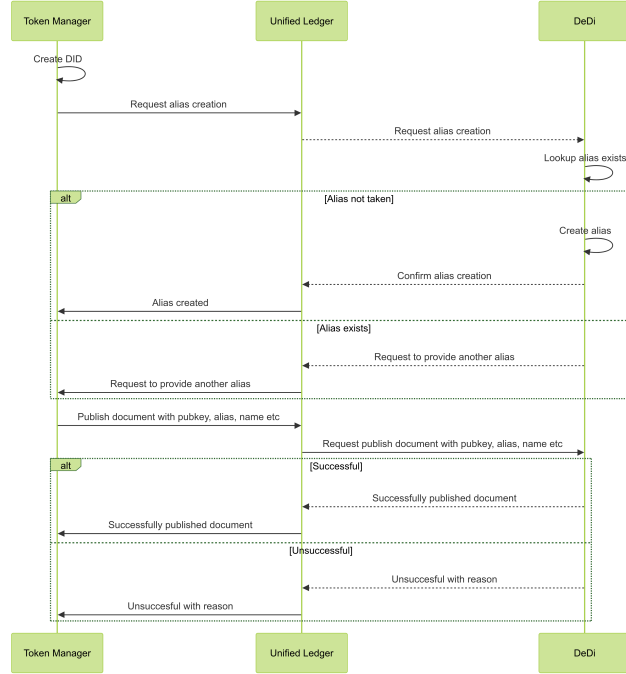 Token Manager
Unified Ledger
DeDi
Create DID
Request alias creation
Request alias creation
Lookup alias exists
alt
[Alias not taken]
Create alias
Confirm alias creation
Alias created
[Alias exists]
Request to provide another alias
Request to provide another alias
Publish document with pubkey, alias, name etc
Request publish document with pubkey, alias, name etc
alt
[Successful]
Successfully published document
Successfully published document
[Unsuccessful]
Unsuccesful with reason
Unsuccesful with reason
Token Manager
Unified Ledger
DeDi